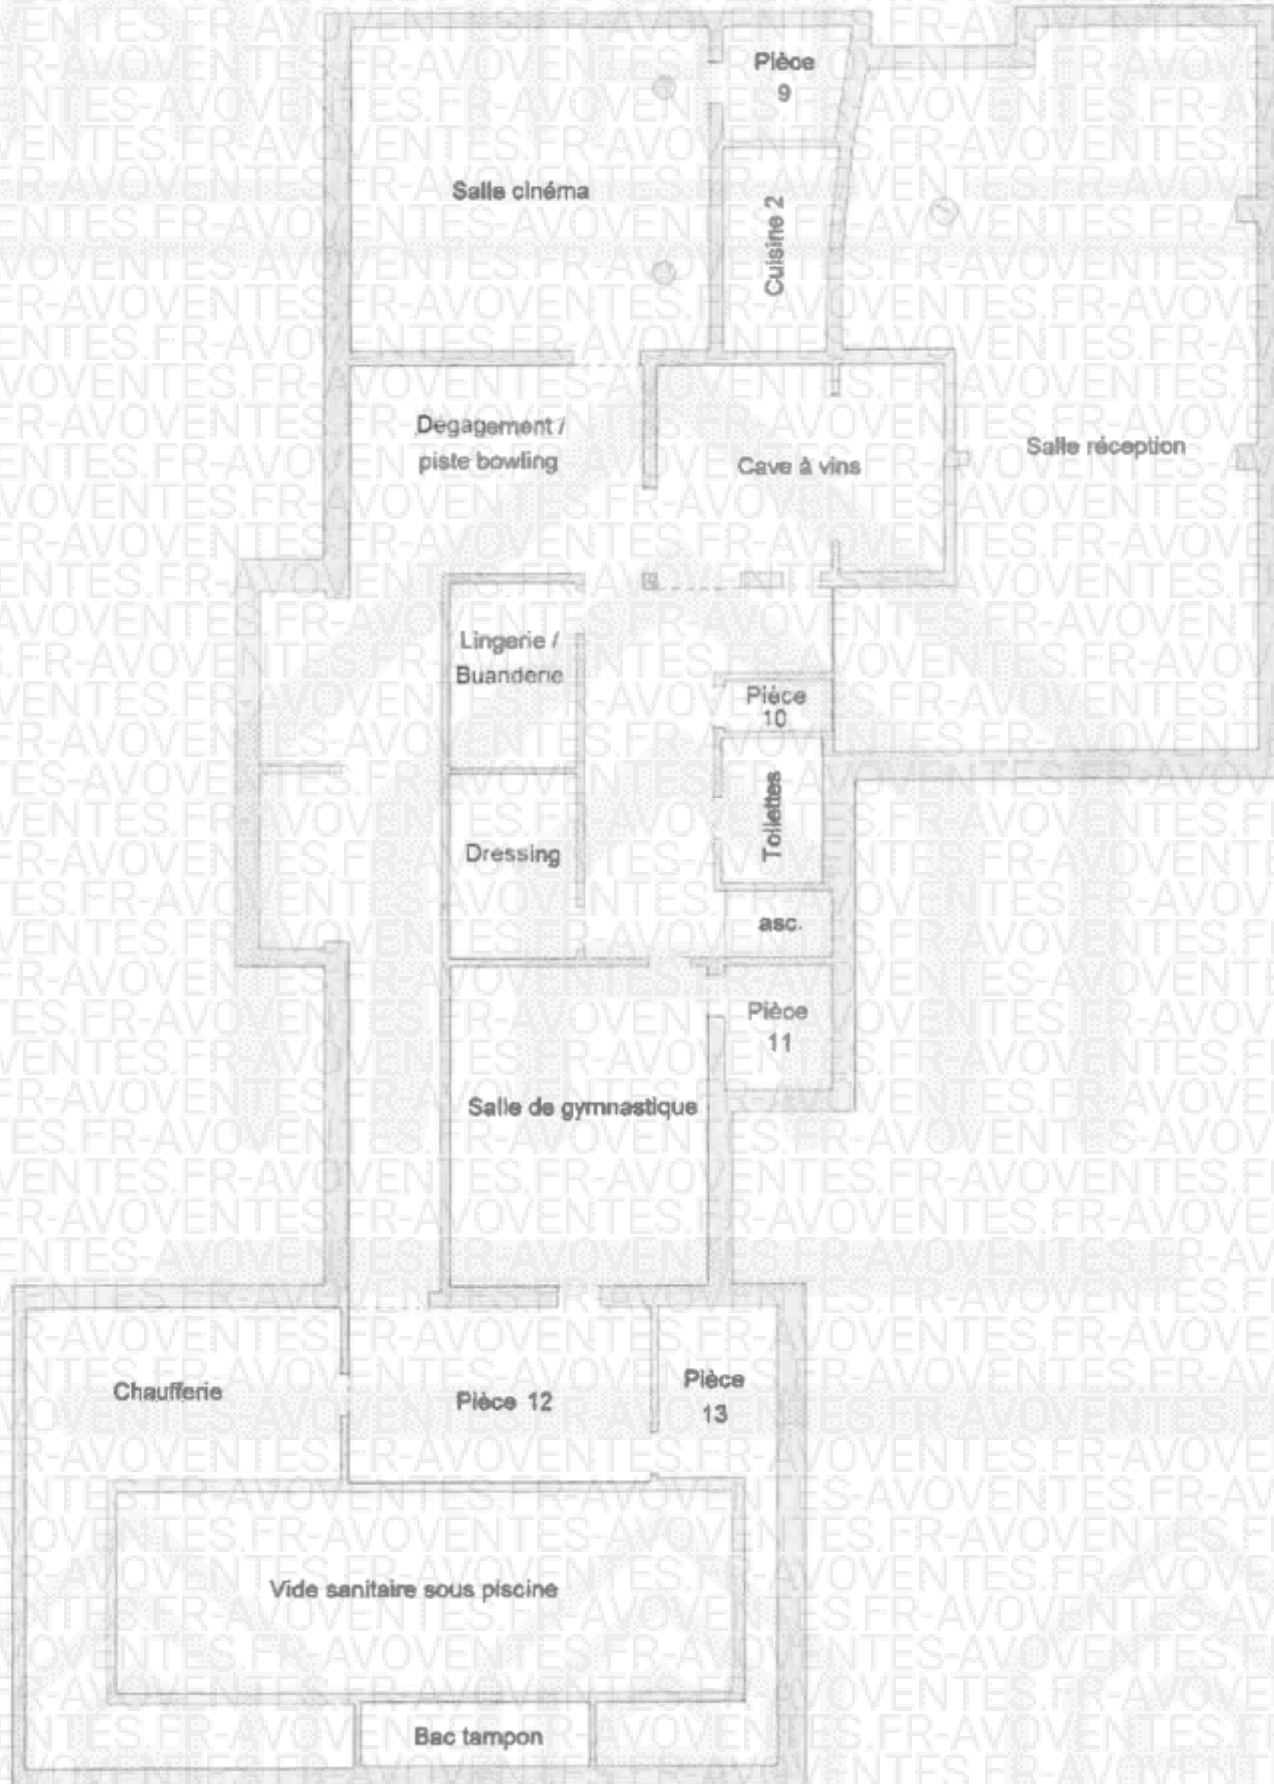 Pièce
9
Salle cinéma
Cuisine 2
Dégagement /
piste bowling
Cave à vins
Salle réception
Lingerie /
Buanderie
Pièce
10
Toilettes
Dressing
asc.
Pièce
11
Salle de gymnastique
Chaufferie
Pièce 12
Pièce
13
Vide sanitaire sous piscine
Bac tampon